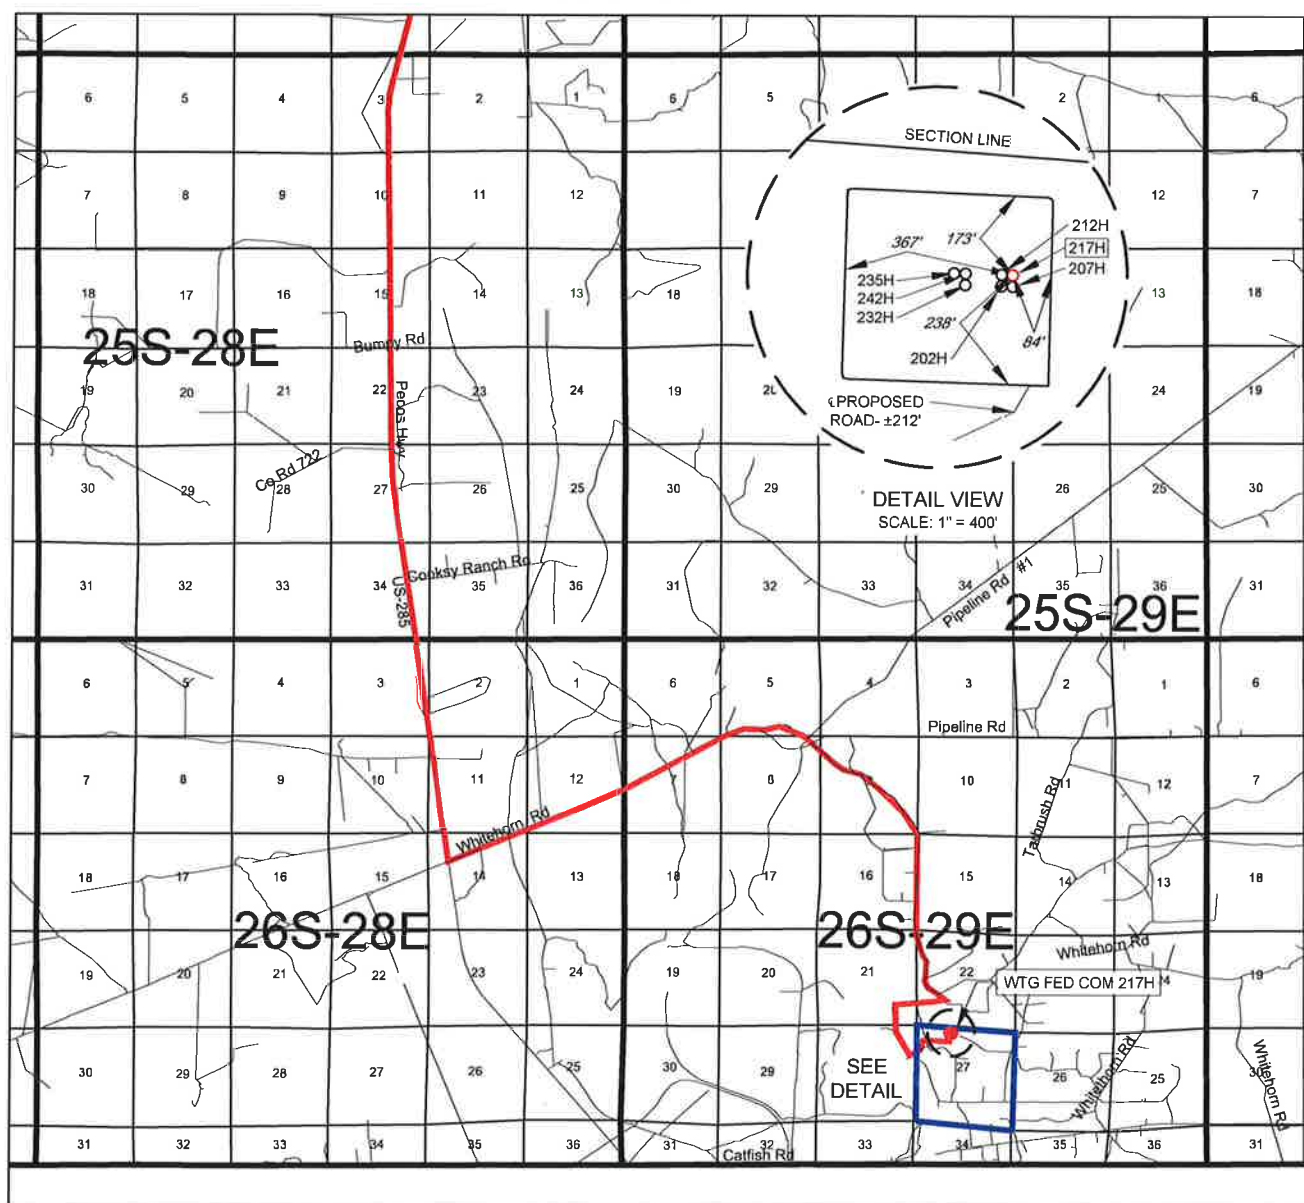 6 5 4 3 2 1 6 5 2 1 6
SECTION LINE
7 8 9 10 11 12 12 7
212H
367' 173'
217H
207H
235H
242H
232H
238'
84'
202H
18 17 16 15 14 13 18 13 18
25S-28E
Bumpy Rd
19 20 21 22 23 24 19 24 19
Pecos Hwy
℄PROPOSED
ROAD- ±212'
Co Rd 722
30 29 28 27 26 25 30 29 26 25 30
DETAIL VIEW
SCALE: 1" = 400'
Cooksy Ranch Rd
31 32 33 34 35 36 31 32 33 34 35 36 31
US-285
Pipeline Rd #1
25S-29E
6 5 4 3 2 1 6 5 4 3 2 1 6
Pipeline Rd
7 8 9 10 11 12 7 8 10 11 12 7
Whitehorn Rd
Tarbrush Rd
18 17 16 15 14 13 18 17 16 15 14 13 18
26S-28E
26S-29E
Whitehorn Rd
19 20 21 22 23 24 19 20 21 22 19
WTG FED COM 217H
30 29 28 27 26 25 30 29 27 26 25 30
SEE
DETAIL
Whitethorn Rd
Whitehorn Rd
31 32 33 34 35 36 31 32 33 34 35 36 31
Catfish Rd